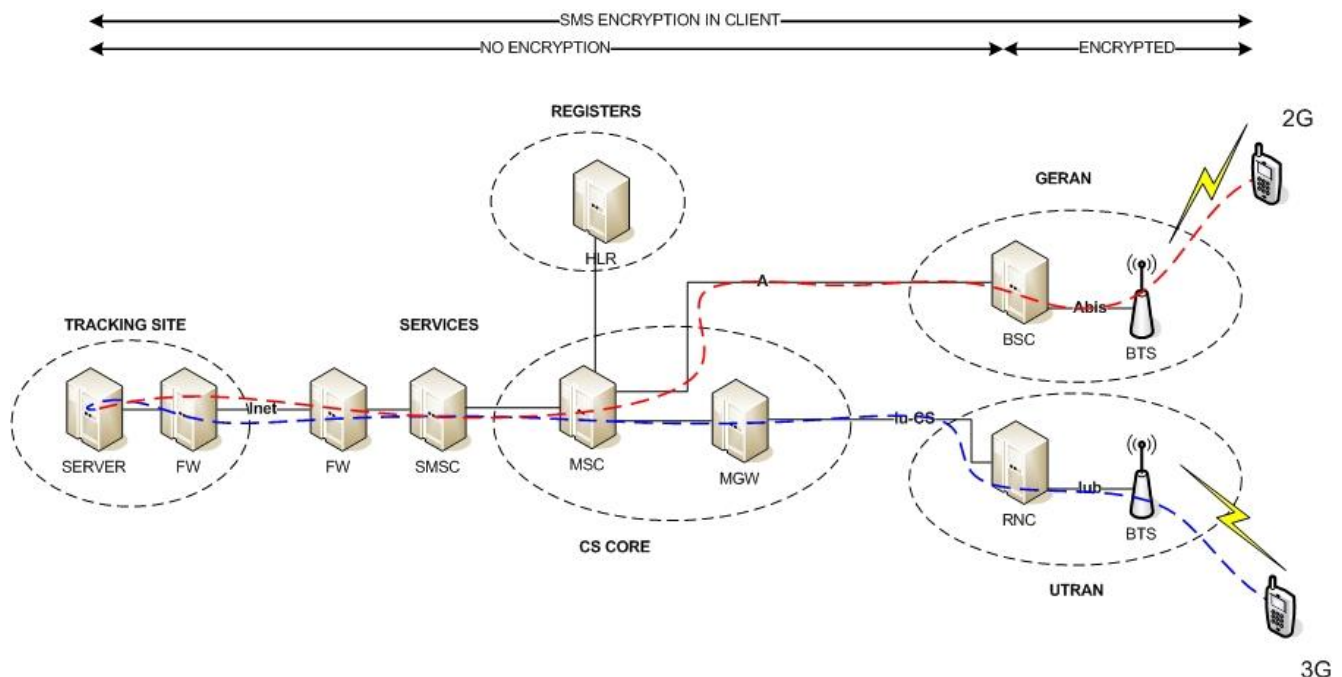 SMS ENCRYPTION IN CLIENT
NO ENCRYPTION
ENCRYPTED
REGISTERS
2G
HLR
GERAN
A
BSC
Abis
BTS
TRACKING SITE
SERVICES
Inet
Iu-CS
SERVER
FW
FW
SMSC
MSC
MGW
Iub
RNC
BTS
CS CORE
UTRAN
3G